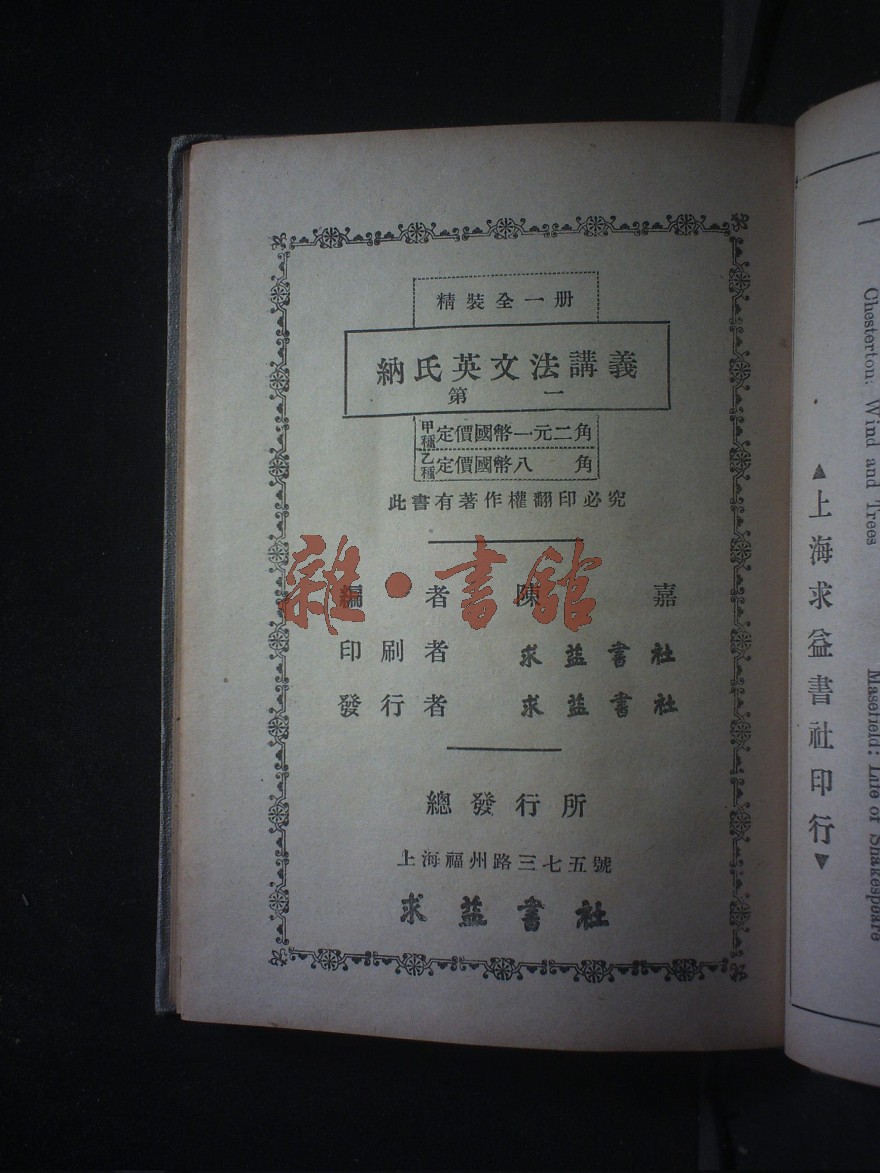 精裝全一册
納氏英文法講義
第一
甲種定價國幣一元二角
乙種定價國幣八角
此書有著作權翻印必究
雜·書館
編者 陳嘉
印刷者 求益書社
發行者 求益書社
總發行所
上海福州路三七五號
求益書社
▲上海求益書社印行▼
Chesterton: Wind and Trees
Masefield: Life of Shakespeare